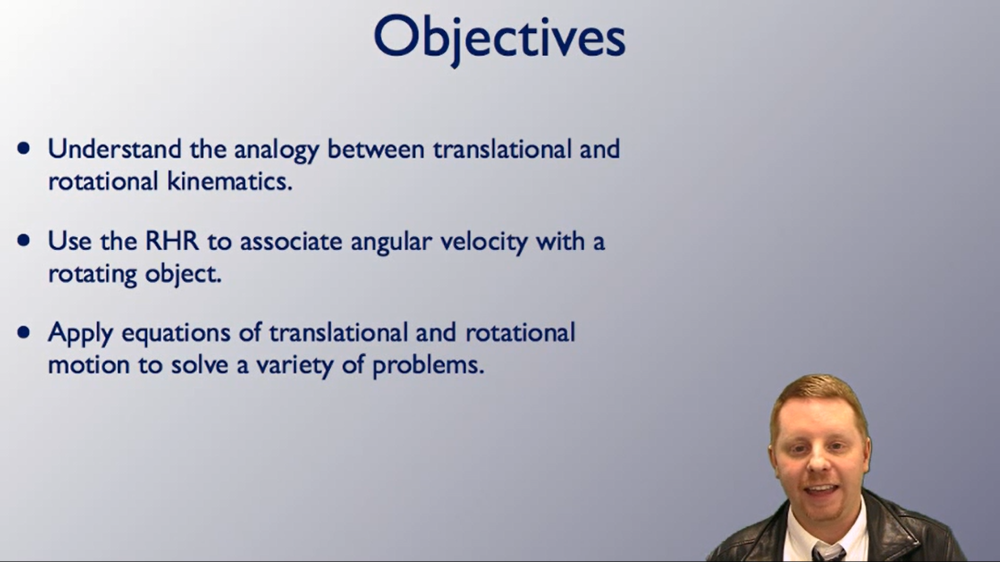 Objectives
• Understand the analogy between translational and
rotational kinematics.
• Use the RHR to associate angular velocity with a
rotating object.
• Apply equations of translational and rotational
motion to solve a variety of problems.